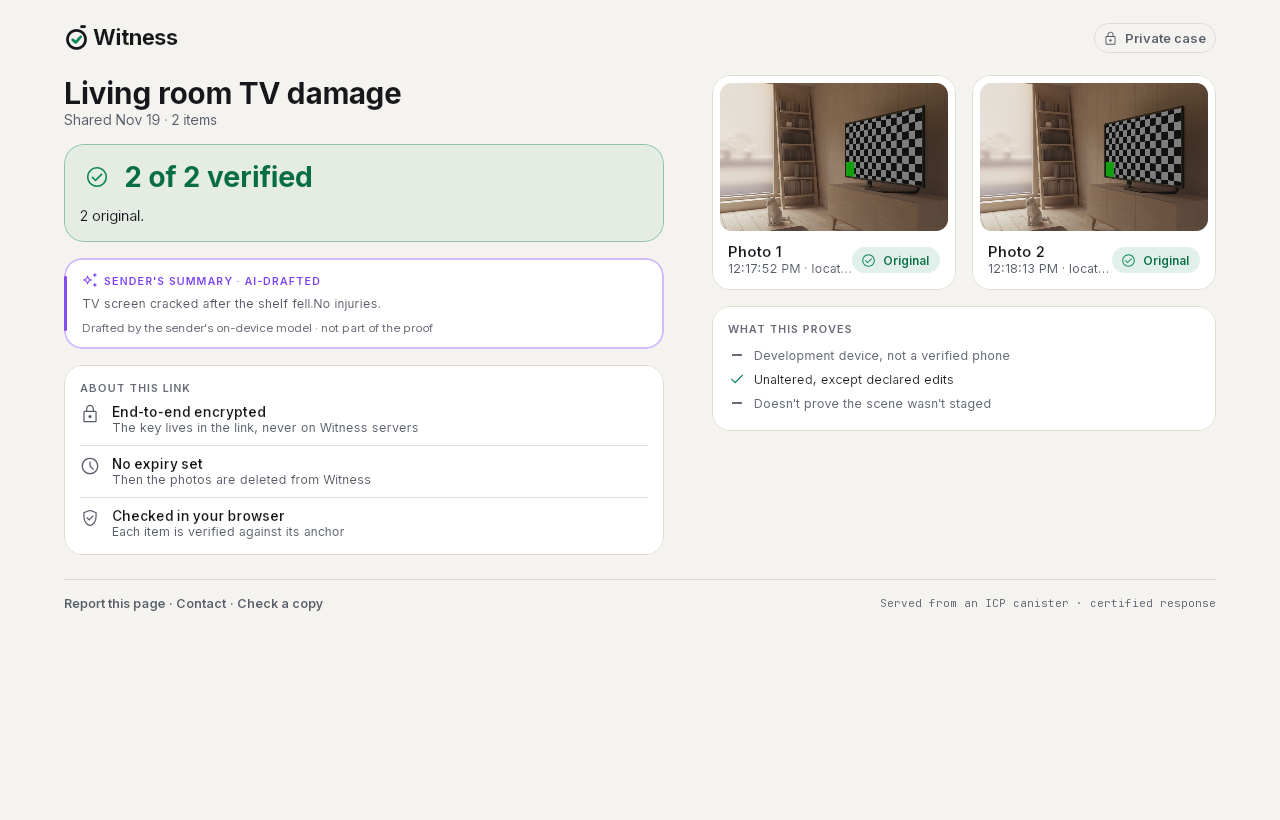 Witness
Private case
Living room TV damage
Shared Nov 19 · 2 items
2 of 2 verified
2 original.
SENDER'S SUMMARY · AI-DRAFTED
TV screen cracked after the shelf fell.No injuries.
Drafted by the sender's on-device model · not part of the proof
ABOUT THIS LINK
End-to-end encrypted
The key lives in the link, never on Witness servers
No expiry set
Then the photos are deleted from Witness
Checked in your browser
Each item is verified against its anchor
Photo 1
12:17:52 PM · locat…
Original
Photo 2
12:18:13 PM · locat…
Original
WHAT THIS PROVES
Development device, not a verified phone
Unaltered, except declared edits
Doesn't prove the scene wasn't staged
Report this page · Contact · Check a copy
Served from an ICP canister · certified response